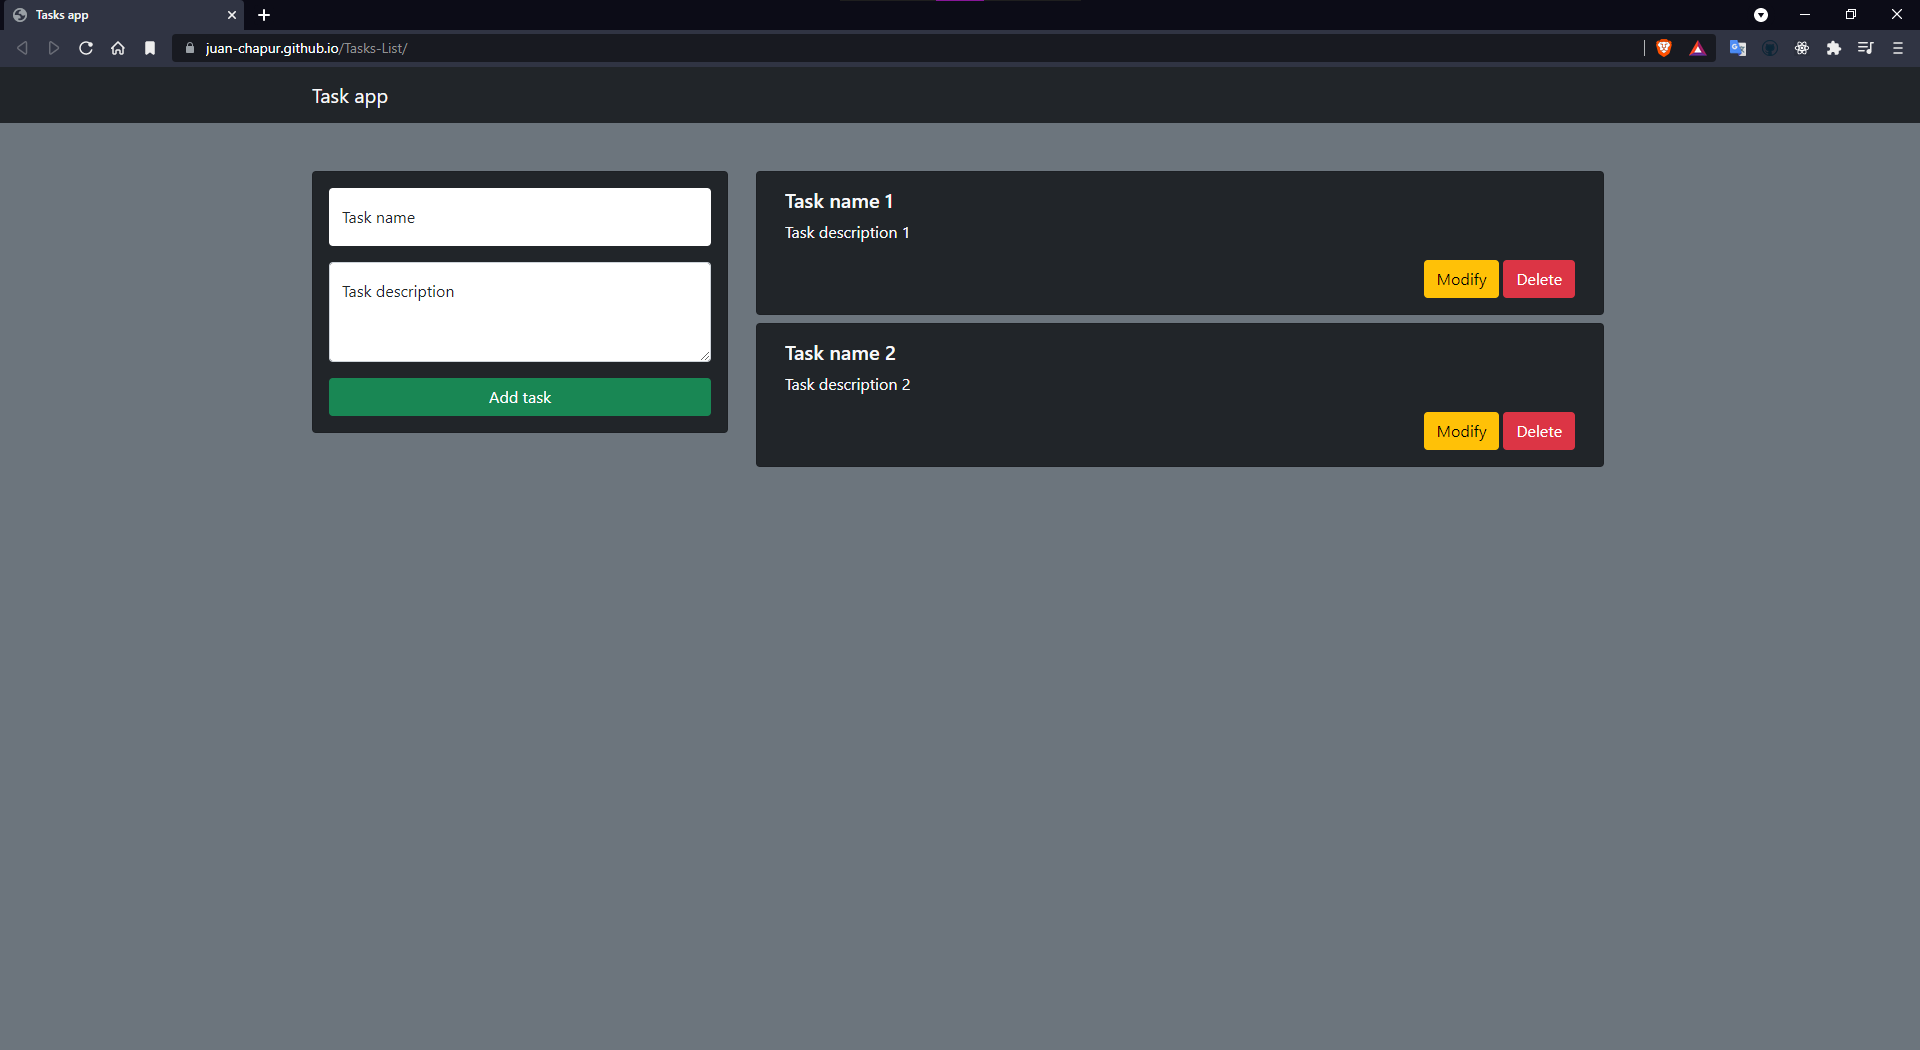 Tasks app
juan-chapur.github.io/Tasks-List/
Task app
Task name
Task description
Add task
Task name 1
Task description 1
Modify Delete
Task name 2
Task description 2
Modify Delete